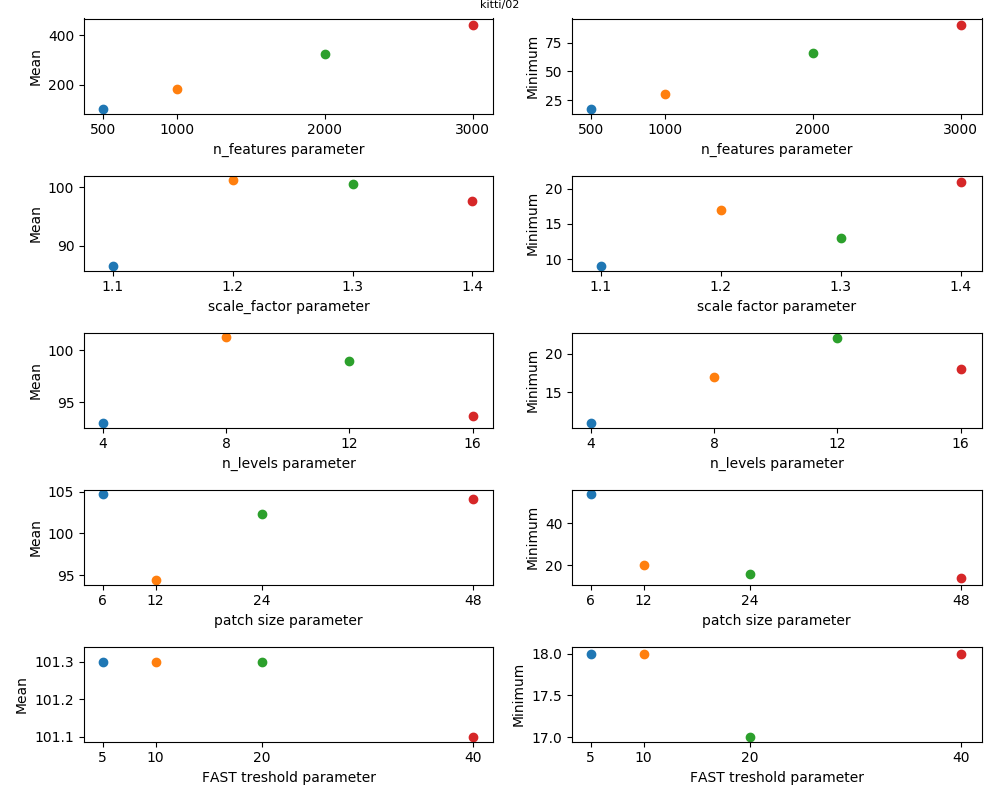 kitti/02
400
200
Mean
500 1000 2000 3000
n_features parameter
75
50
25
Minimum
500 1000 2000 3000
n_features parameter
100
90
Mean
1.1 1.2 1.3 1.4
scale_factor parameter
20
15
10
Minimum
1.1 1.2 1.3 1.4
scale factor parameter
100
95
Mean
4 8 12 16
n_levels parameter
20
15
Minimum
4 8 12 16
n_levels parameter
105
100
95
Mean
6 12 24 48
patch size parameter
40
20
Minimum
6 12 24 48
patch size parameter
101.3
101.2
101.1
Mean
5 10 20 40
FAST treshold parameter
18.0
17.5
17.0
Minimum
5 10 20 40
FAST treshold parameter